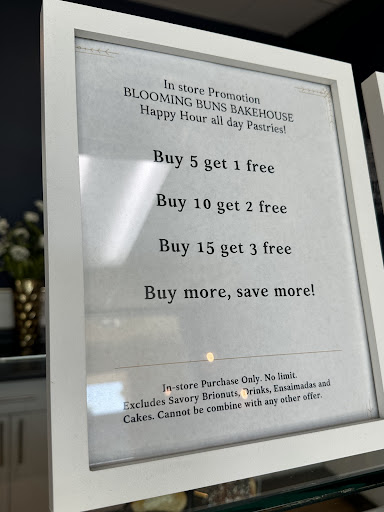 In store Promotion
BLOOMING BUNS BAKEHOUSE
Happy Hour all day Pastries!
Buy 5 get 1 free
Buy 10 get 2 free
Buy 15 get 3 free
Buy more, save more!
In-store Purchase Only. No limit.
Excludes Savory Brionuts, Drinks, Ensaimadas and
Cakes. Cannot be combine with any other offer.